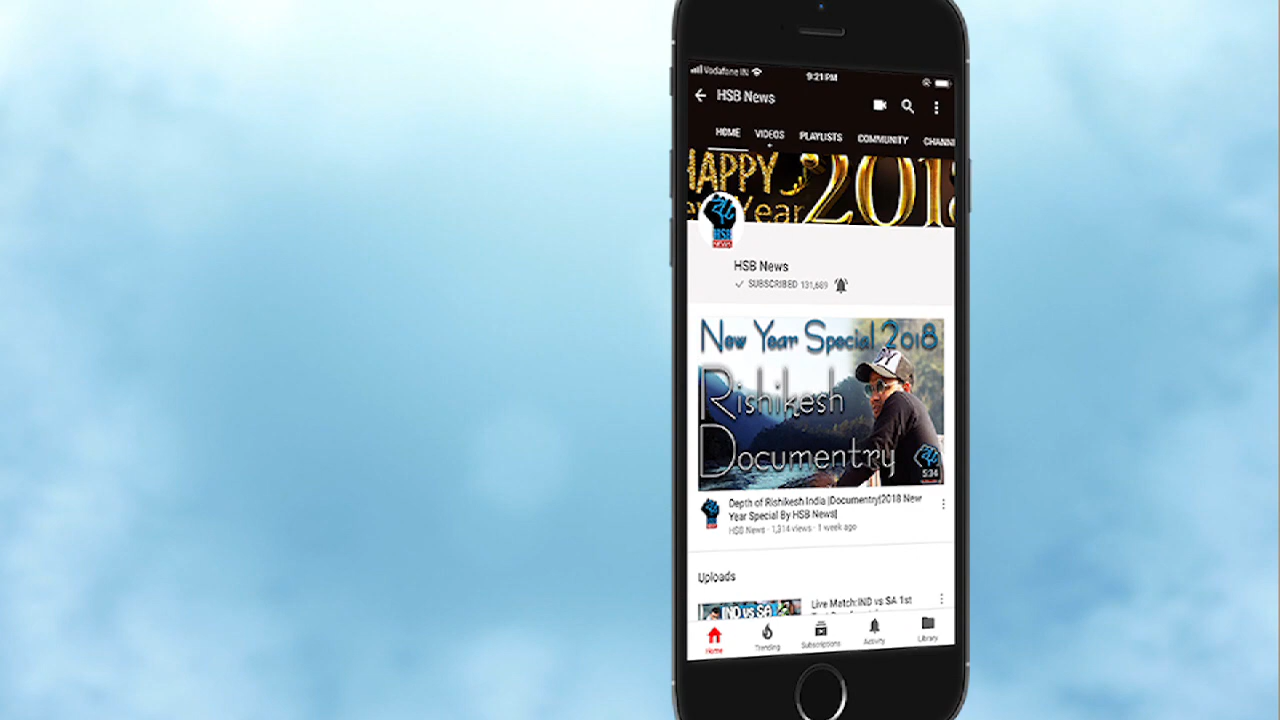 Vodafone IN
9:21 PM
HSB News
HOME VIDEOS PLAYLISTS COMMUNITY CHANN
HAPPY 2018
Year
HSB
NEWS
HSB News
SUBSCRIBED 131,689
New Year Special 2018
Rishikesh
Documentry
5:34
Depth of Rishikesh India |Documentry|2018 New
Year Special By HSB News|
HSB News · 1,314 views · 1 week ago
Uploads
IND vs SA
Live Match:IND vs SA 1st
Home Trending Subscriptions Activity Library